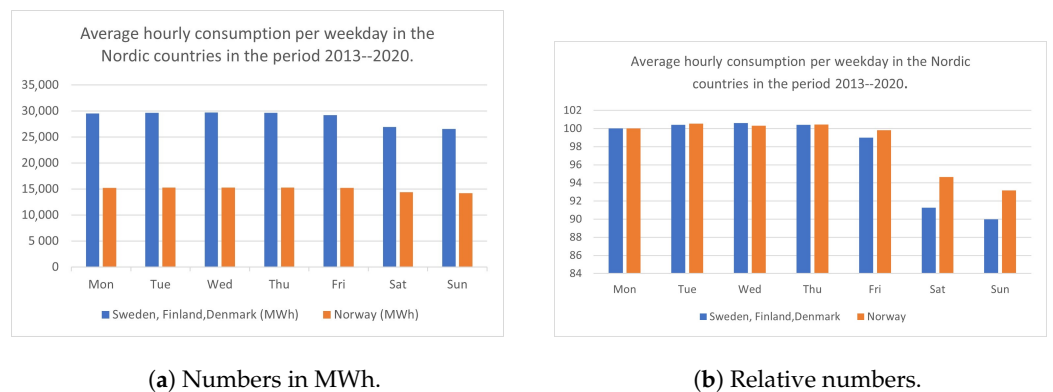 Average hourly consumption per weekday in the
Nordic countries in the period 2013--2020.
35,000
30,000
25,000
20,000
15,000
10,000
5 000
0
Mon Tue Wed Thu Fri Sat Sun
Sweden, Finland,Denmark (MWh) Norway (MWh)
(a) Numbers in MWh.
Average hourly consumption per weekday in the Nordic
countries in the period 2013--2020.
102
100
98
96
94
92
90
88
86
84
Mon Tue Wed Thu Fri Sat Sun
Sweden, Finland,Denmark Norway
(b) Relative numbers.